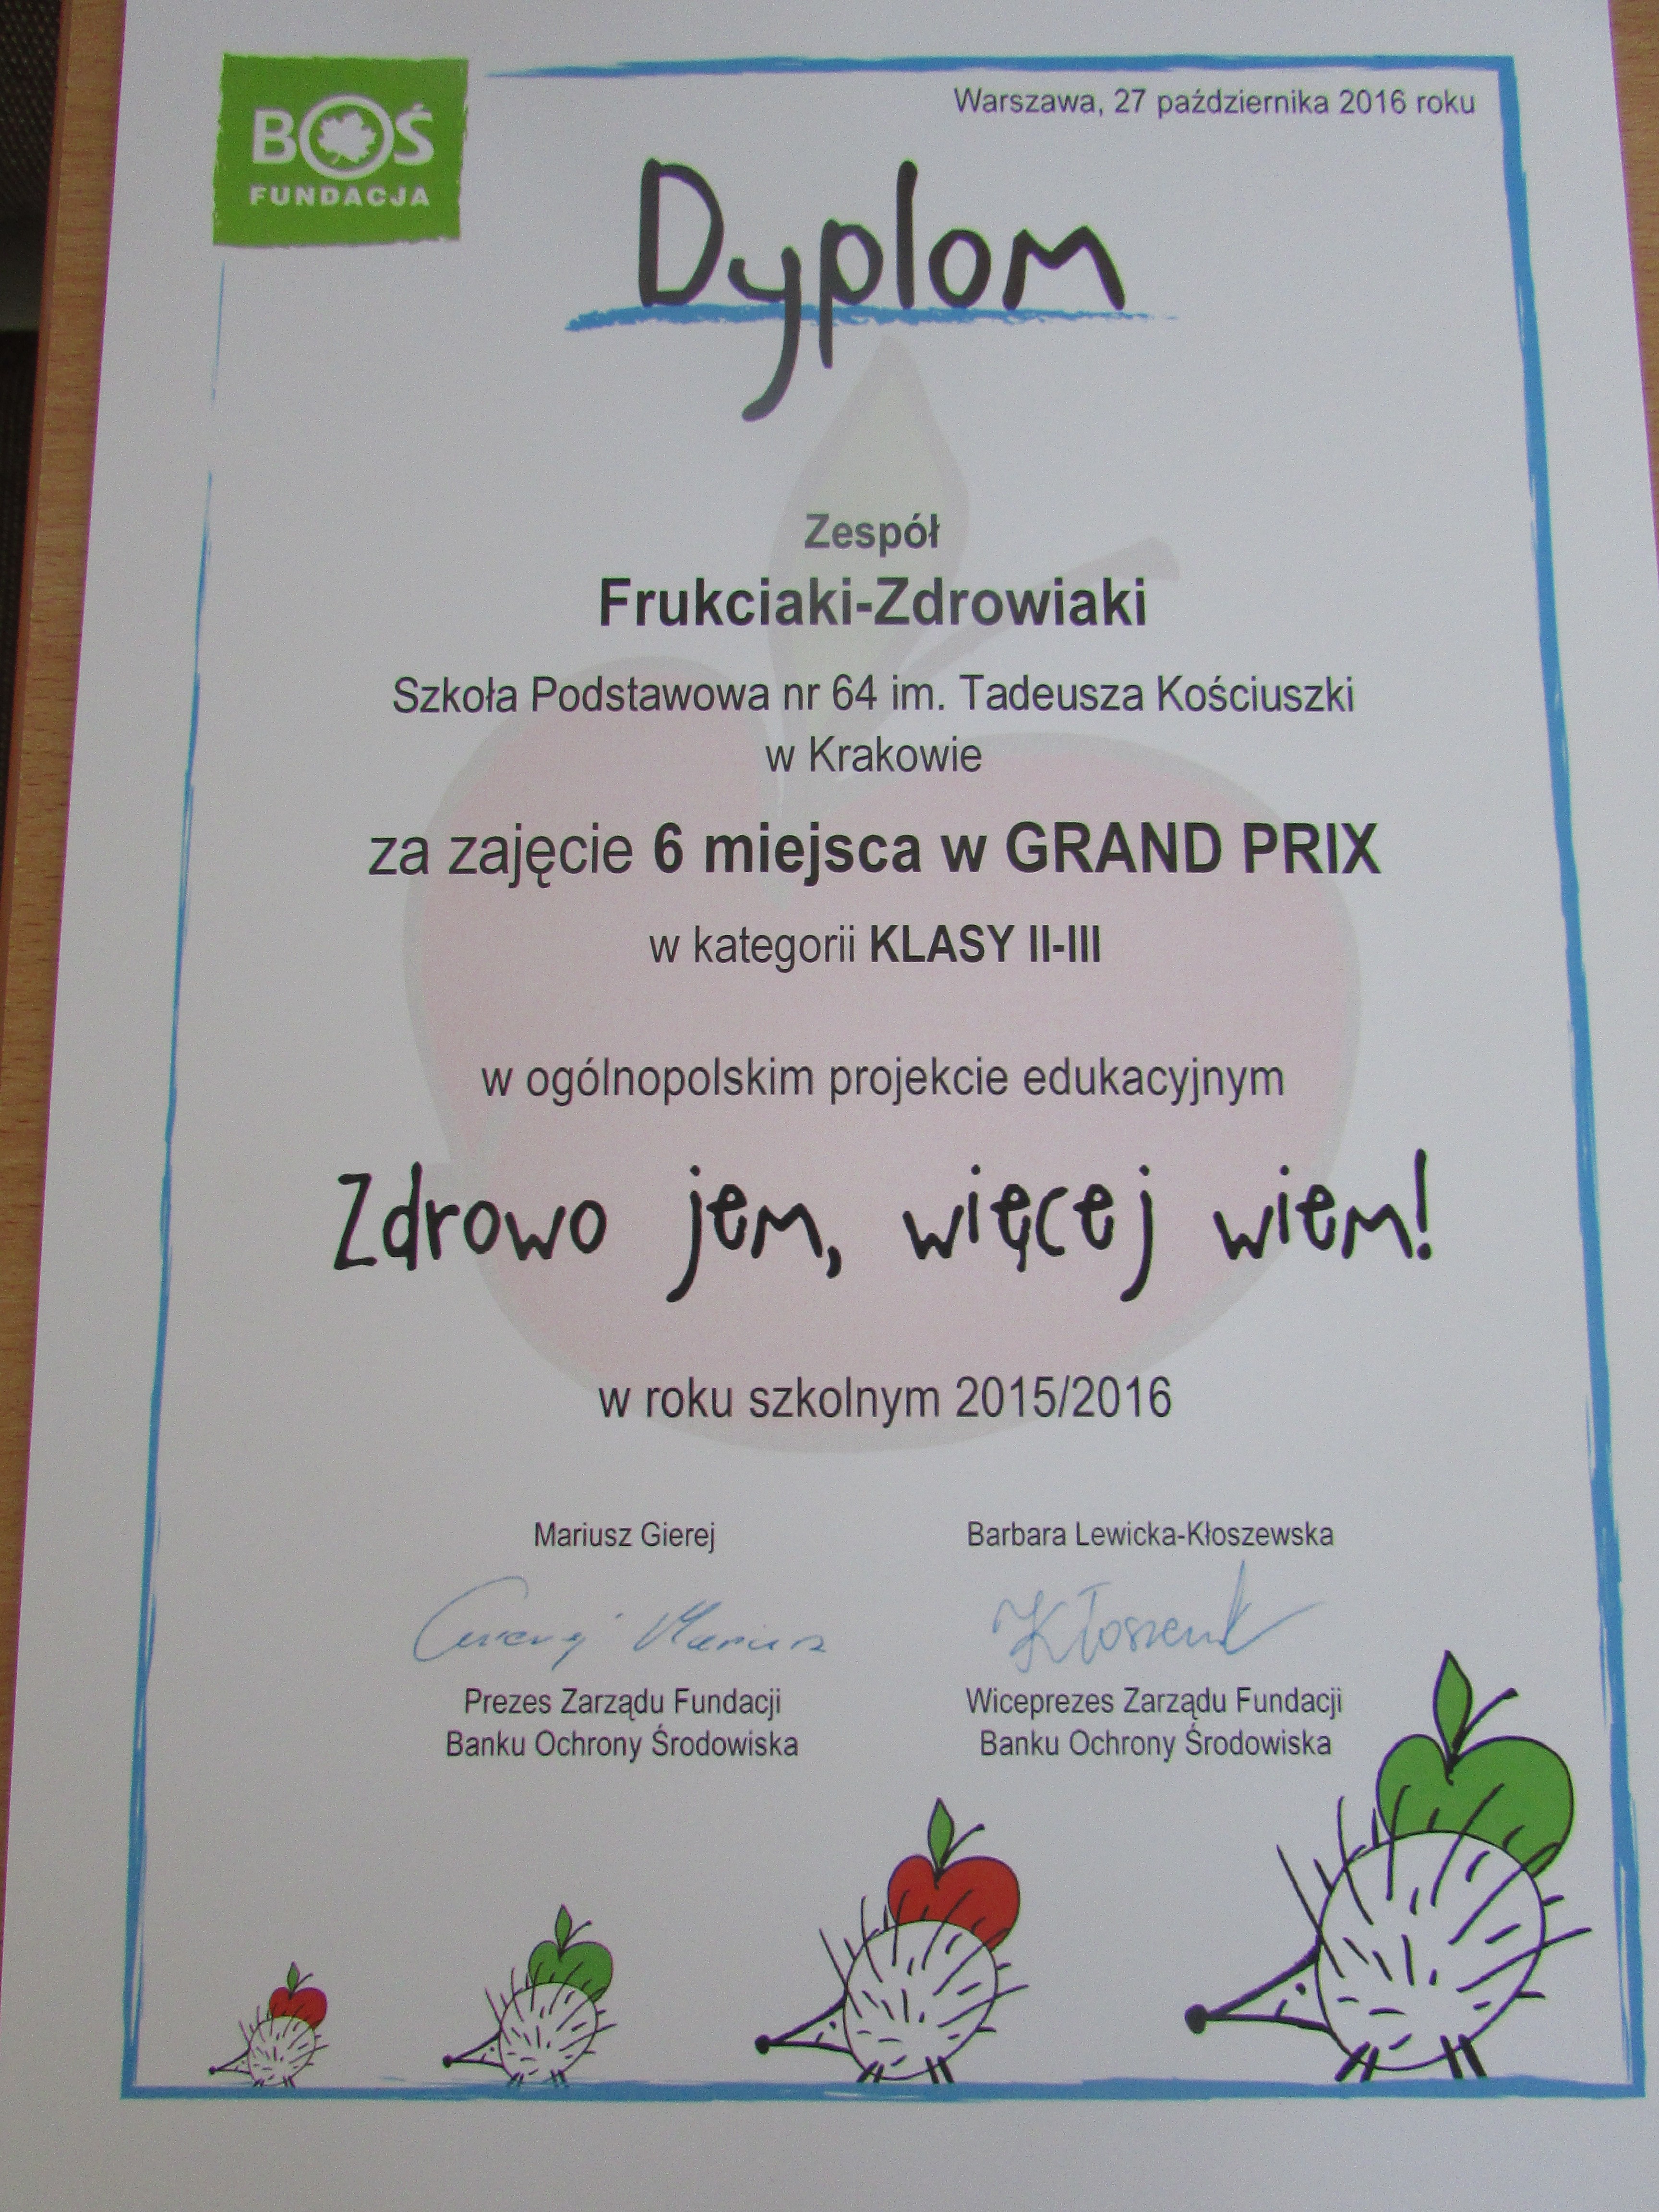 BOŚ
FUNDACJA
Warszawa, 27 października 2016 roku
Dyplom
Zespół
Frukciaki-Zdrowiaki
Szkoła Podstawowa nr 64 im. Tadeusza Kościuszki
w Krakowie
za zajęcie 6 miejsca w GRAND PRIX
w kategorii KLASY II-III
w ogólnopolskim projekcie edukacyjnym
Zdrowo jem, więcej wiem!
w roku szkolnym 2015/2016
Mariusz Gierej
Gierej Mariusz
Prezes Zarządu Fundacji
Banku Ochrony Środowiska
Barbara Lewicka-Kłoszewska
Wiceprezes Zarządu Fundacji
Banku Ochrony Środowiska